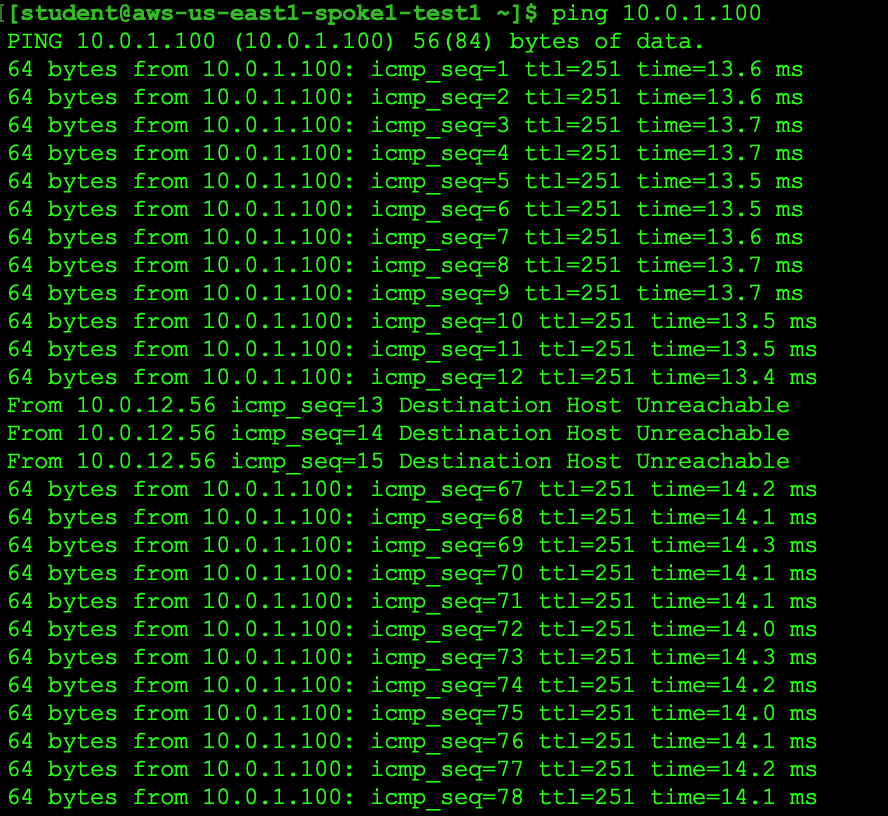 [[student@aws-us-east1-spoke1-test1 ~]$ ping 10.0.1.100
PING 10.0.1.100 (10.0.1.100) 56(84) bytes of data.
64 bytes from 10.0.1.100: icmp_seq=1 ttl=251 time=13.6 ms
64 bytes from 10.0.1.100: icmp_seq=2 ttl=251 time=13.6 ms
64 bytes from 10.0.1.100: icmp_seq=3 ttl=251 time=13.7 ms
64 bytes from 10.0.1.100: icmp_seq=4 ttl=251 time=13.7 ms
64 bytes from 10.0.1.100: icmp_seq=5 ttl=251 time=13.5 ms
64 bytes from 10.0.1.100: icmp_seq=6 ttl=251 time=13.5 ms
64 bytes from 10.0.1.100: icmp_seq=7 ttl=251 time=13.6 ms
64 bytes from 10.0.1.100: icmp_seq=8 ttl=251 time=13.7 ms
64 bytes from 10.0.1.100: icmp_seq=9 ttl=251 time=13.7 ms
64 bytes from 10.0.1.100: icmp_seq=10 ttl=251 time=13.5 ms
64 bytes from 10.0.1.100: icmp_seq=11 ttl=251 time=13.5 ms
64 bytes from 10.0.1.100: icmp_seq=12 ttl=251 time=13.4 ms
From 10.0.12.56 icmp_seq=13 Destination Host Unreachable
From 10.0.12.56 icmp_seq=14 Destination Host Unreachable
From 10.0.12.56 icmp_seq=15 Destination Host Unreachable
64 bytes from 10.0.1.100: icmp_seq=67 ttl=251 time=14.2 ms
64 bytes from 10.0.1.100: icmp_seq=68 ttl=251 time=14.1 ms
64 bytes from 10.0.1.100: icmp_seq=69 ttl=251 time=14.3 ms
64 bytes from 10.0.1.100: icmp_seq=70 ttl=251 time=14.1 ms
64 bytes from 10.0.1.100: icmp_seq=71 ttl=251 time=14.1 ms
64 bytes from 10.0.1.100: icmp_seq=72 ttl=251 time=14.0 ms
64 bytes from 10.0.1.100: icmp_seq=73 ttl=251 time=14.3 ms
64 bytes from 10.0.1.100: icmp_seq=74 ttl=251 time=14.2 ms
64 bytes from 10.0.1.100: icmp_seq=75 ttl=251 time=14.0 ms
64 bytes from 10.0.1.100: icmp_seq=76 ttl=251 time=14.1 ms
64 bytes from 10.0.1.100: icmp_seq=77 ttl=251 time=14.2 ms
64 bytes from 10.0.1.100: icmp_seq=78 ttl=251 time=14.1 ms